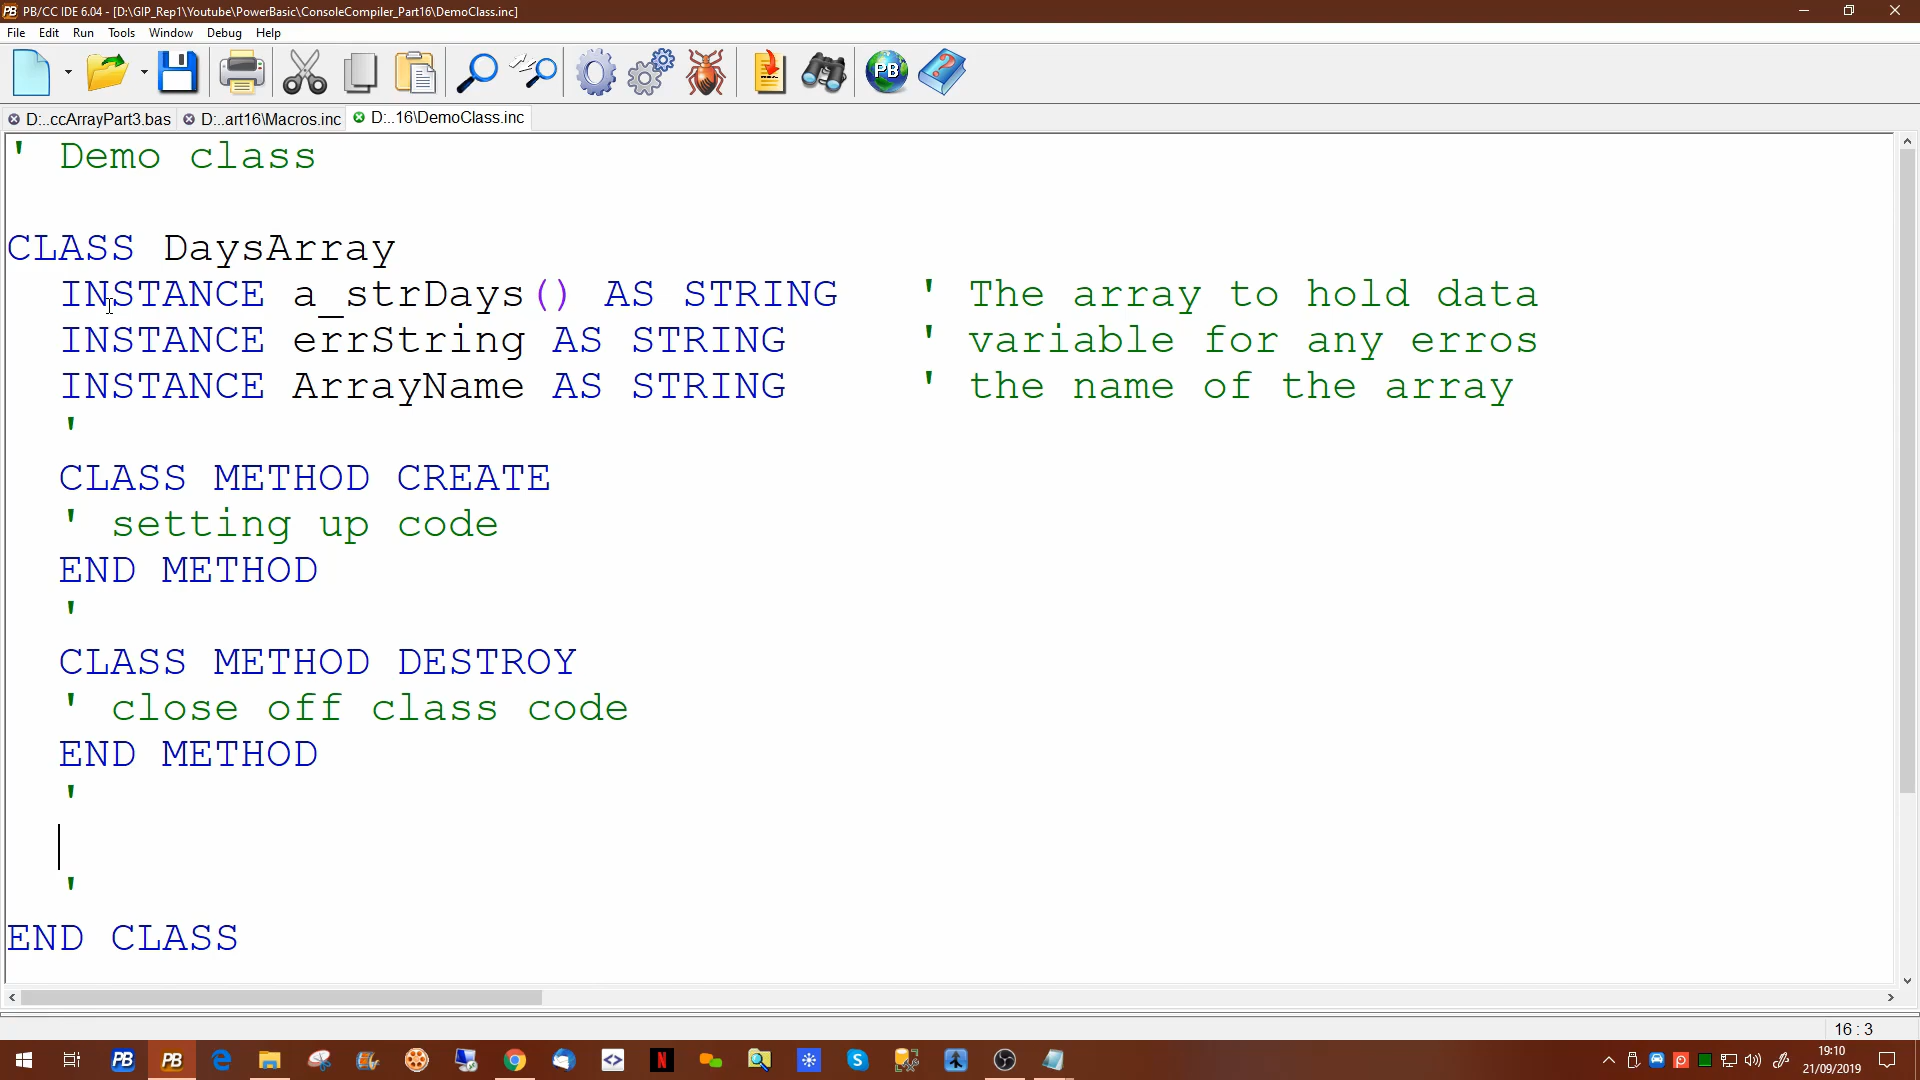 PB/CC IDE 6.04 - [D:\GIP_Rep1\Youtube\PowerBasic\ConsoleCompiler_Part16\DemoClass.inc]
File Edit Run Tools Window Debug Help
D:...ccArrayPart3.bas D:...art16\Macros.inc D:...16\DemoClass.inc
' Demo class
CLASS DaysArray
INSTANCE a_strDays() AS STRING ' The array to hold data
INSTANCE errString AS STRING ' variable for any erros
INSTANCE ArrayName AS STRING ' the name of the array
'
CLASS METHOD CREATE
' setting up code
END METHOD
'
CLASS METHOD DESTROY
' close off class code
END METHOD
'
'
END CLASS
16 : 3
19:10
21/09/2019